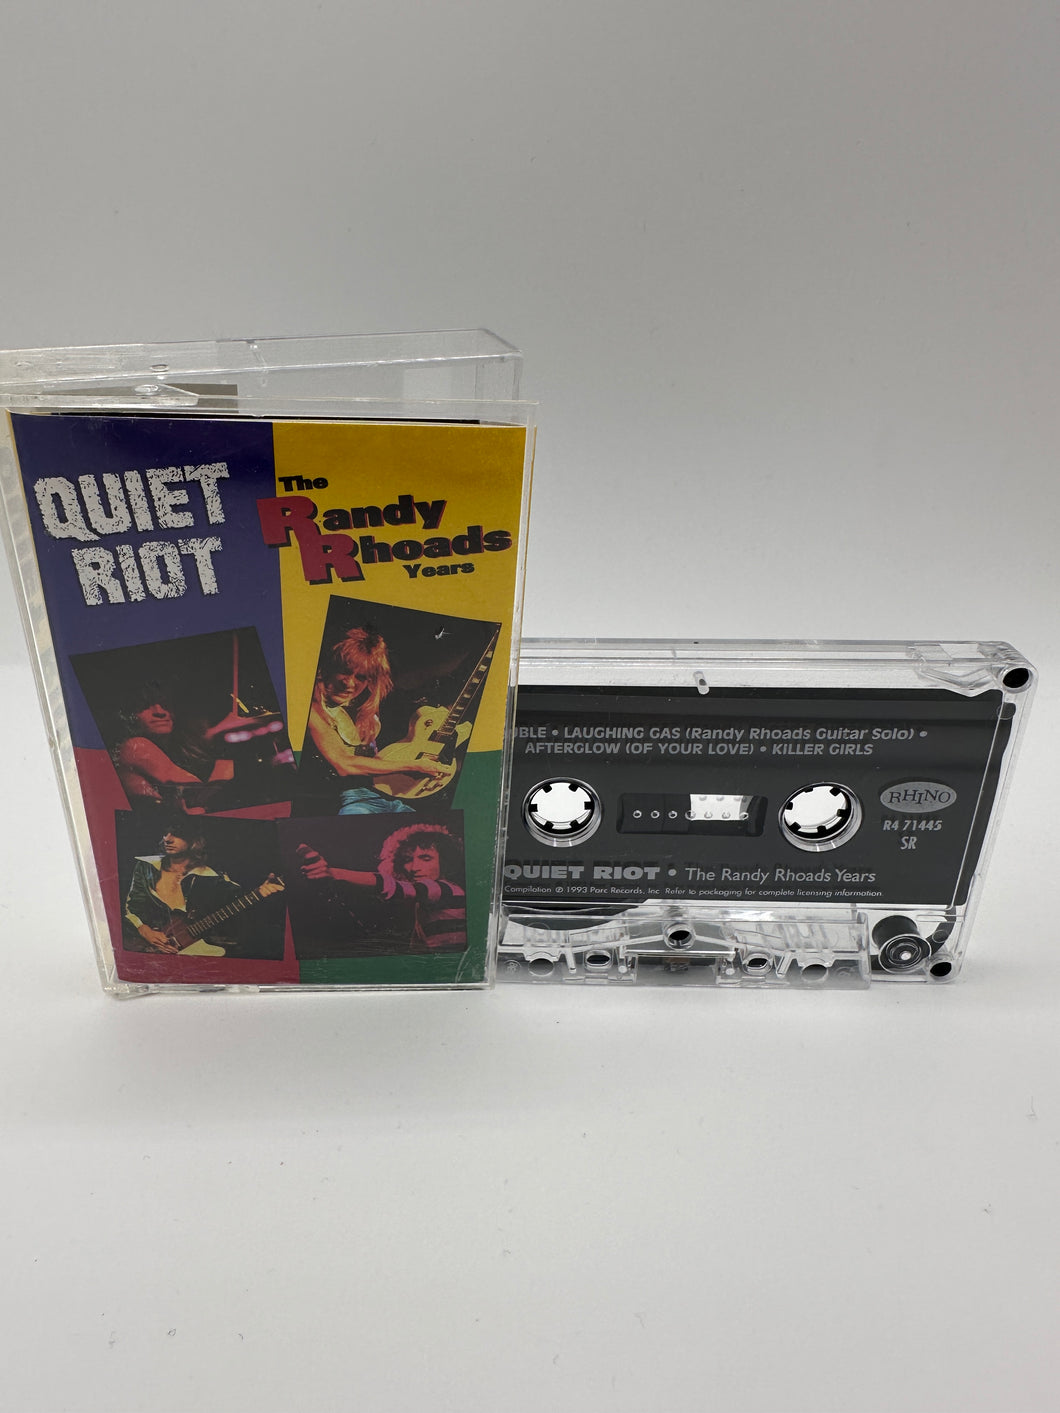 QUIET
RIOT
The
Randy
Rhoads
Years
UBLE • LAUGHING GAS (Randy Rhoads Guitar Solo) •
AFTERGLOW (OF YOUR LOVE) • KILLER GIRLS
RHINO
R4 71445
SR
QUIET RIOT • The Randy Rhoads Years
Compilation ℗ 1993 Parc Records, Inc. Refer to packaging for complete licensing information.